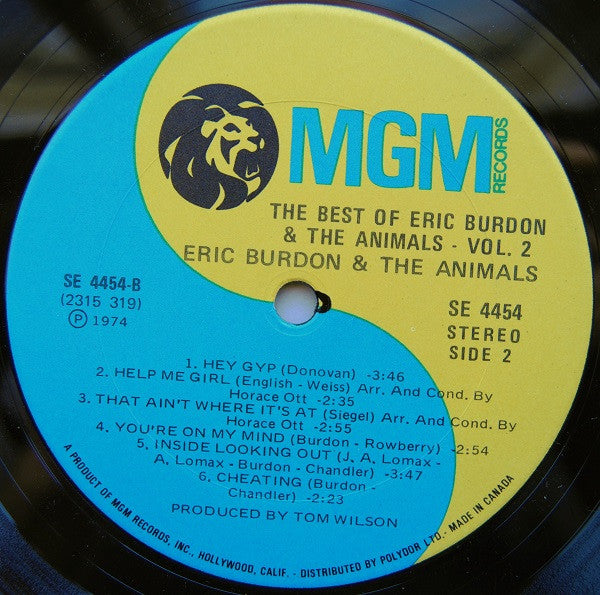 MGM
RECORDS
THE BEST OF ERIC BURDON
& THE ANIMALS - VOL. 2
ERIC BURDON & THE ANIMALS
SE 4454-B
(2315 319)
Ⓟ 1974
SE 4454
STEREO
SIDE 2
1. HEY GYP (Donovan) -3:46
2. HELP ME GIRL (English - Weiss) Arr. And Cond. By
Horace Ott -2:35
3. THAT AIN'T WHERE IT'S AT (Siegel) Arr. And Cond. By
Horace Ott -2:55
4. YOU'RE ON MY MIND (Burdon - Rowberry) -2:54
5. INSIDE LOOKING OUT (J. A. Lomax -
A. Lomax - Burdon - Chandler) -3:47
6. CHEATING (Burdon -
Chandler) -2:23
PRODUCED BY TOM WILSON
A PRODUCT OF MGM RECORDS, INC., HOLLYWOOD, CALIF. - DISTRIBUTED BY POLYDOR LTD. - MADE IN CANADA